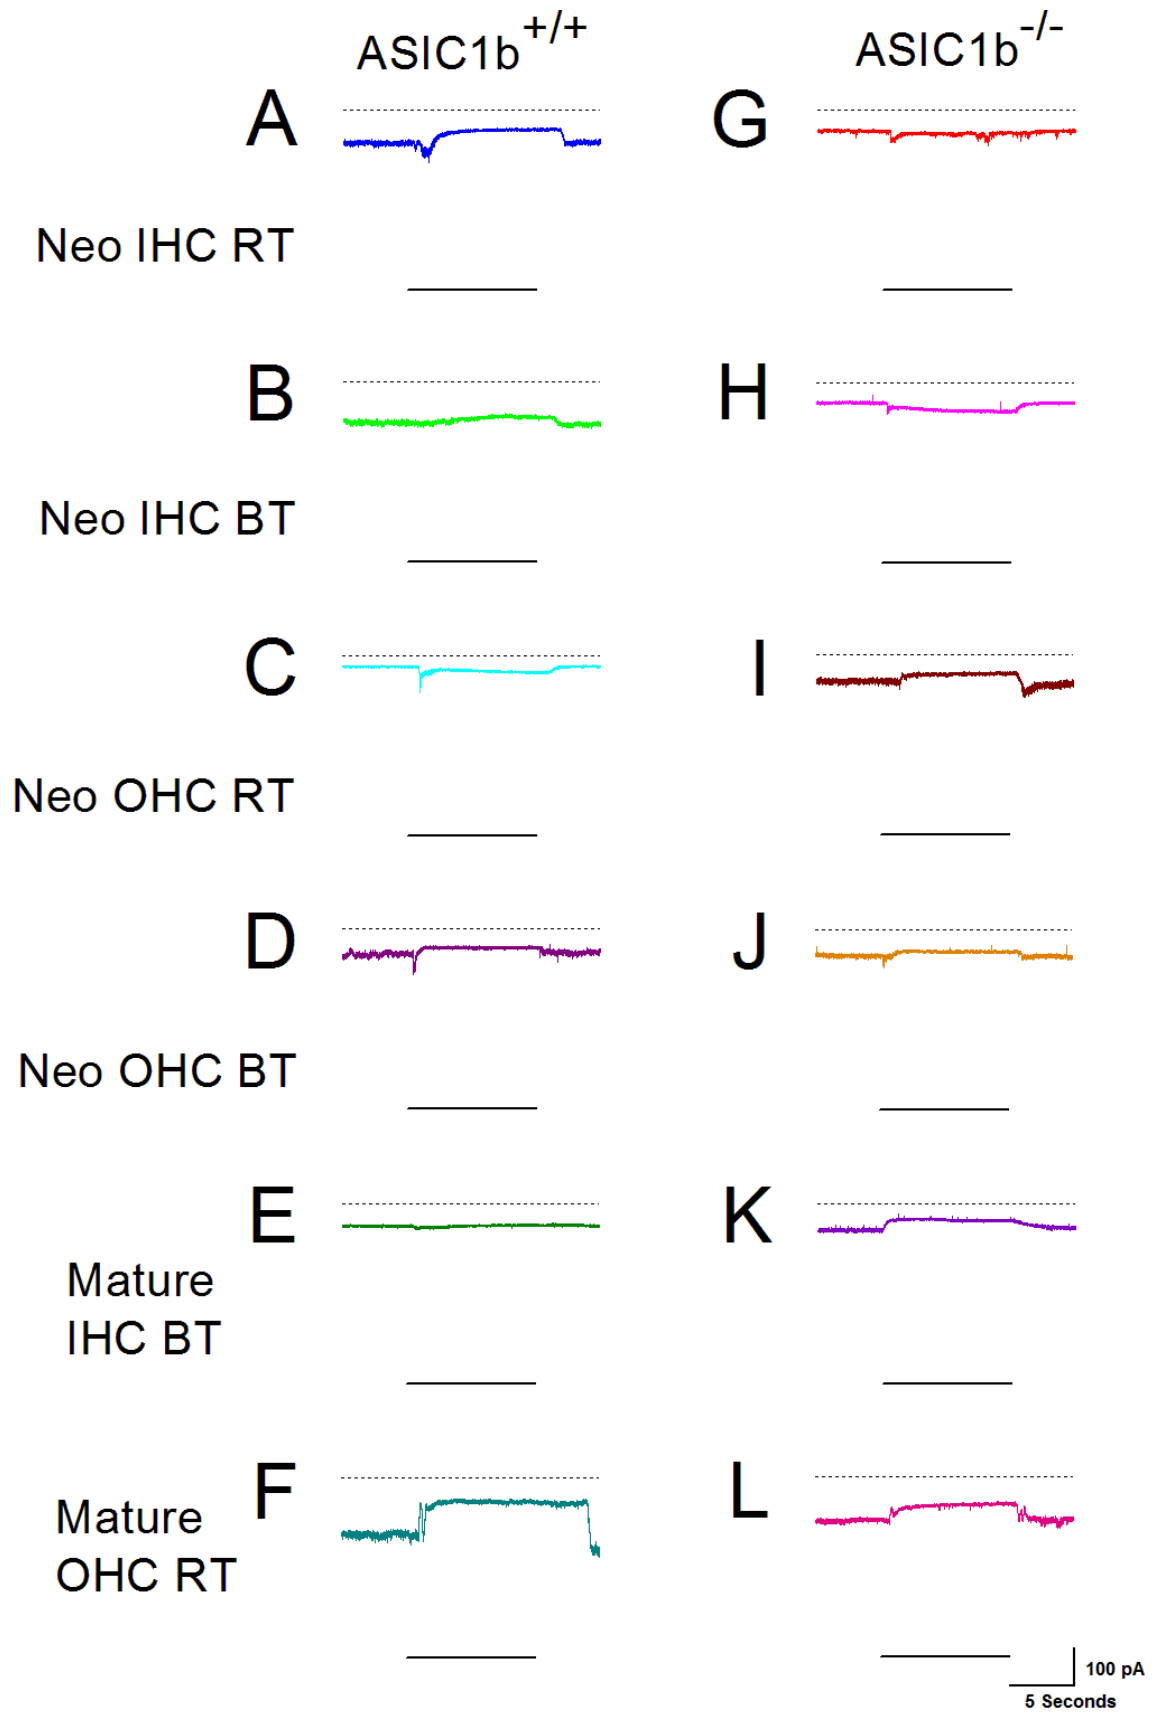 ASIC1b+/+
ASIC1b-/-
A
G
Neo IHC RT
B
H
Neo IHC BT
C
I
Neo OHC RT
D
J
Neo OHC BT
E
K
Mature
IHC BT
F
L
Mature
OHC RT
100 pA
5 Seconds